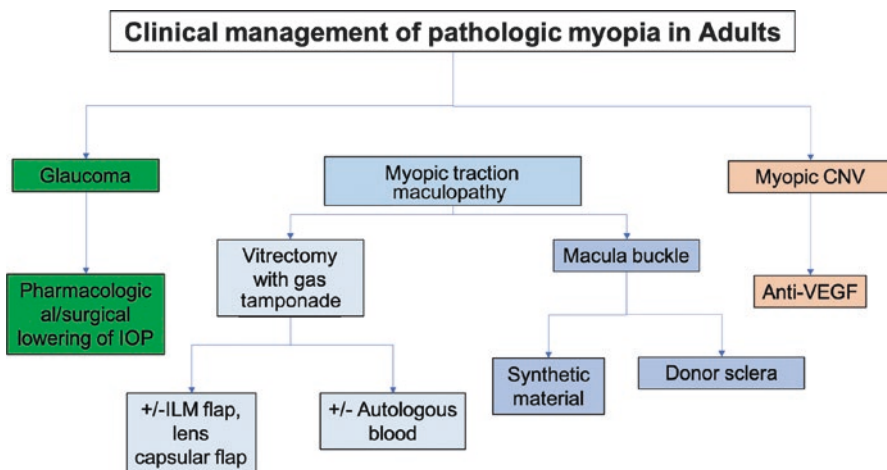 Clinical management of pathologic myopia in Adults
Glaucoma
Myopic traction
maculopathy
Myopic CNV
Vitrectomy
with gas
tamponade
Macula buckle
Pharmacologic
al/surgical
lowering of IOP
Anti-VEGF
+/-ILM flap,
lens
capsular flap
+/- Autologous
blood
Synthetic
material
Donor sclera